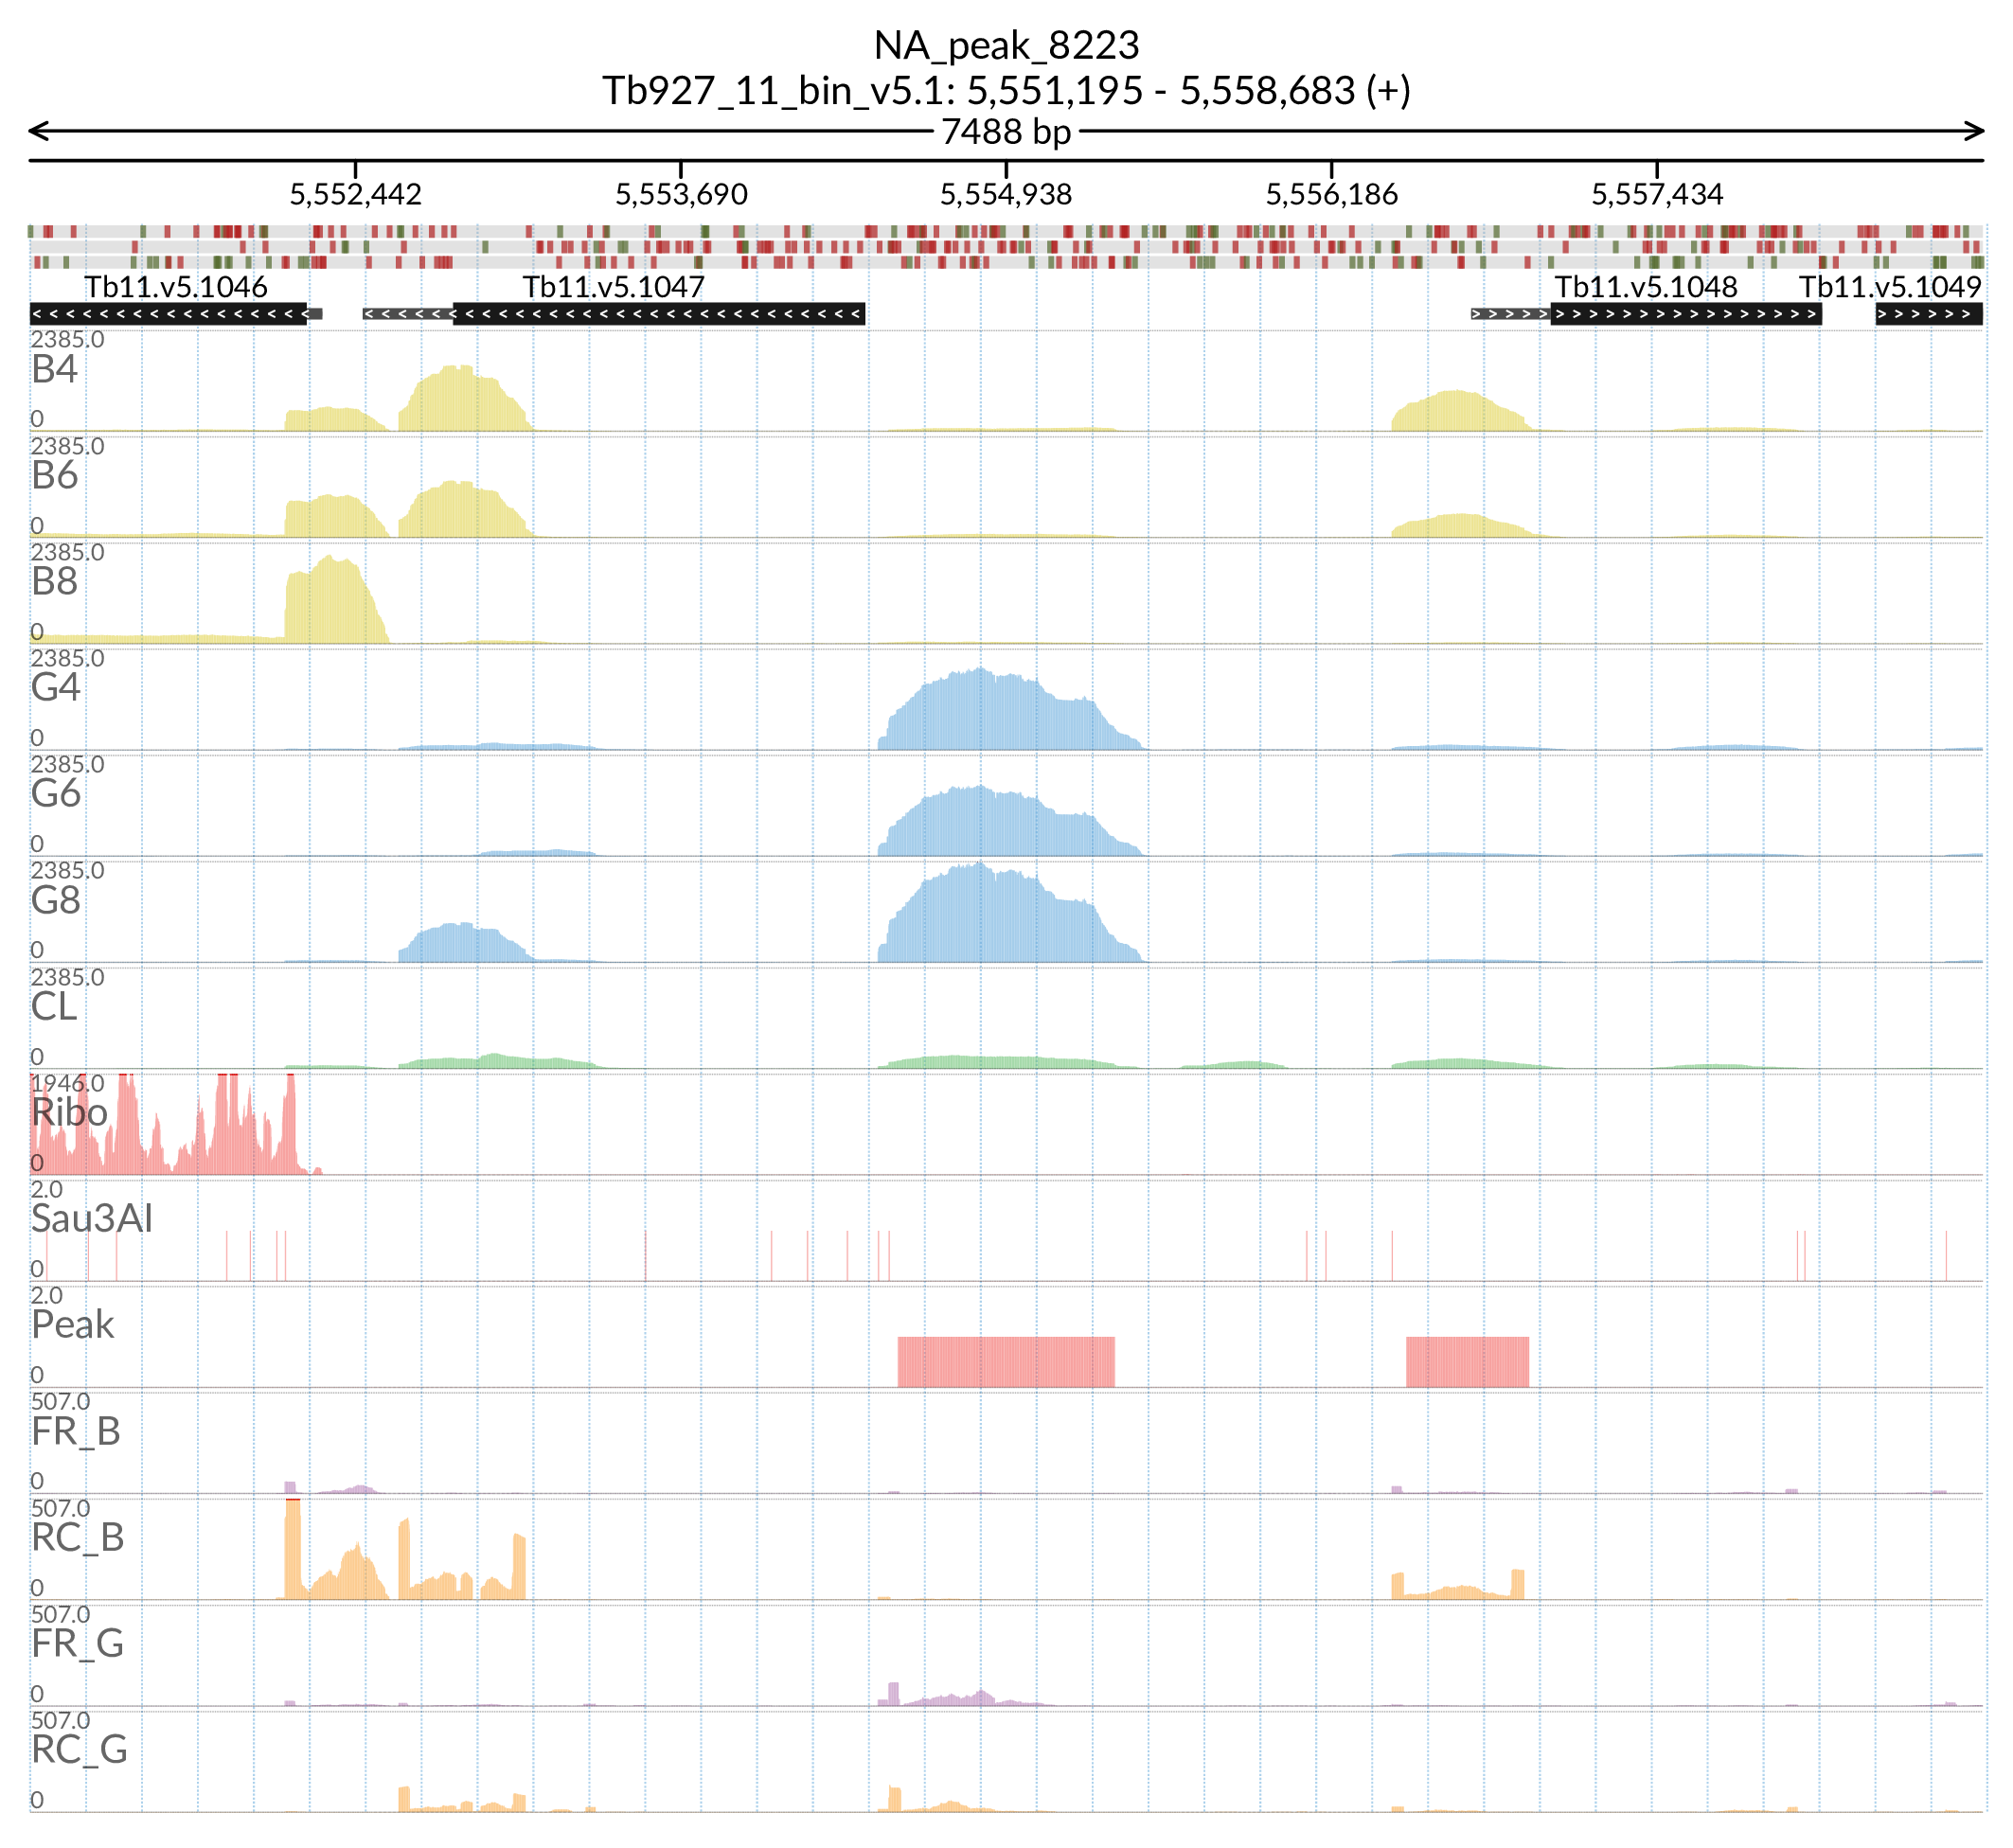 NA_peak_8223
Tb927_11_bin_v5.1: 5,551,195 - 5,558,683 (+)
7488 bp
5,552,442 5,553,690 5,554,938 5,556,186 5,557,434
Tb11.v5.1046 Tb11.v5.1047 Tb11.v5.1048 Tb11.v5.1049
2385.0
B4
0
2385.0
B6
0
2385.0
B8
0
2385.0
G4
0
2385.0
G6
0
2385.0
G8
0
2385.0
CL
0
1946.0
Ribo
0
2.0
Sau3AI
0
2.0
Peak
0
507.0
FR_B
0
507.0
RC_B
0
507.0
FR_G
0
507.0
RC_G
0